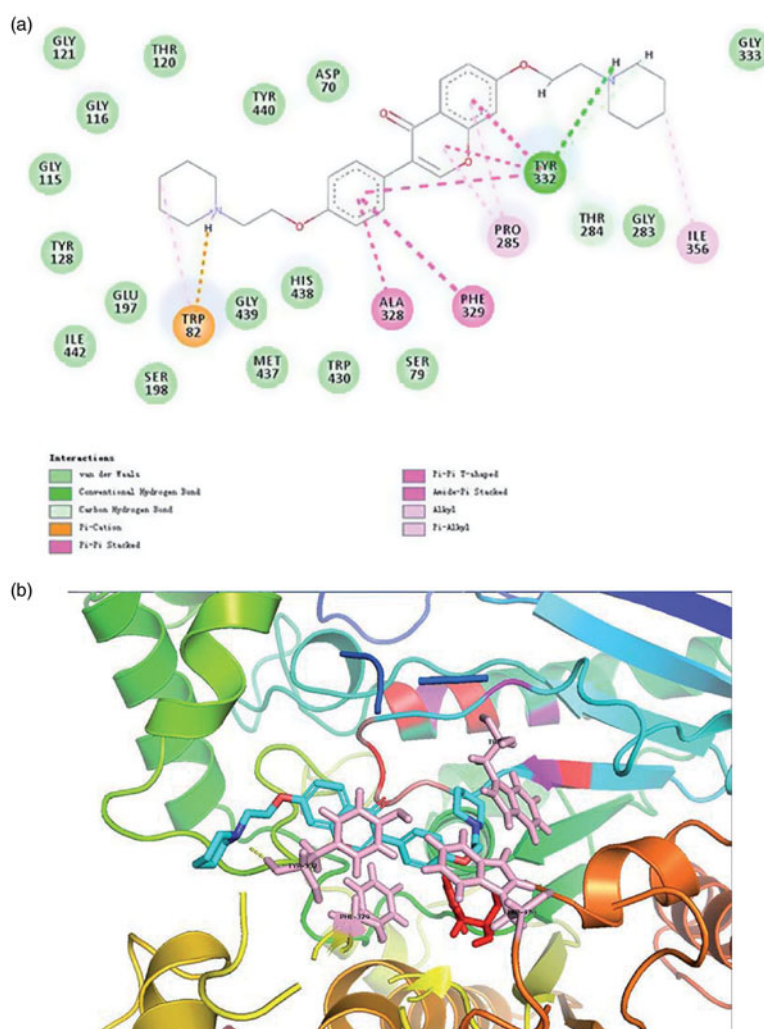 (a)
GLY
121
THR
120
ASP
70
GLY
333
GLY
116
TYR
440
GLY
115
TYR
332
PRO
285
THR
284
GLY
283
ILE
356
TYR
128
GLU
197
TRP
82
GLY
439
HIS
438
ALA
328
PHE
329
ILE
442
SER
198
MET
437
TRP
430
SER
79
O
O
O
O
N
N
H
H
H
H
Interactions
van der Waals
Conventional Hydrogen Bond
Carbon Hydrogen Bond
Pi-Cation
Pi-Pi Stacked
Pi-Pi T-shaped
Amide-Pi Stacked
Alkyl
Pi-Alkyl
(b)
PHE-329